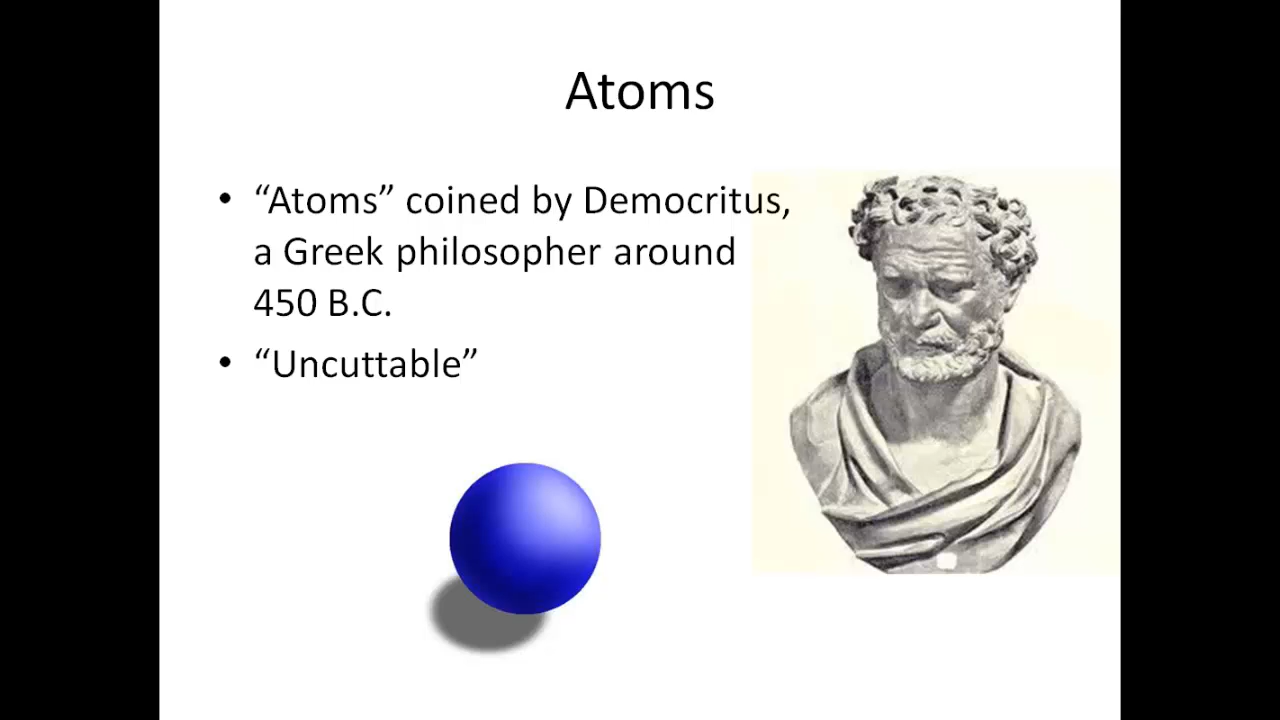 Atoms
• “Atoms” coined by Democritus,
a Greek philosopher around
450 B.C.
• “Uncuttable”